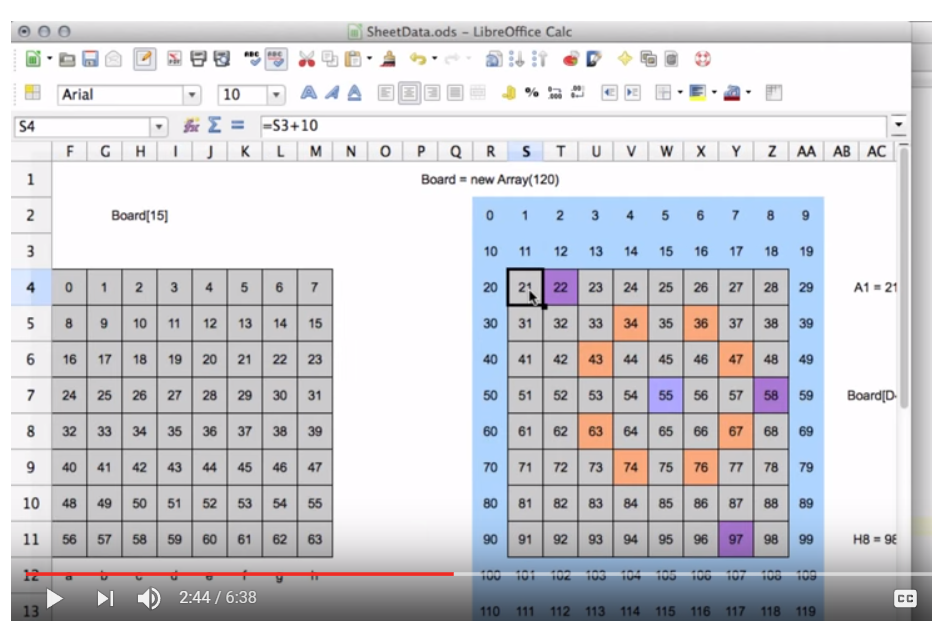 SheetData.ods – LibreOffice Calc
Arial 10
S4 =S3+10
F G H I J K L M N O P Q R S T U V W X Y Z AA AB AC
1 Board = new Array(120)
2 Board[15] 0 1 2 3 4 5 6 7 8 9
3 10 11 12 13 14 15 16 17 18 19
4 0 1 2 3 4 5 6 7 20 21 22 23 24 25 26 27 28 29 A1 = 21
5 8 9 10 11 12 13 14 15 30 31 32 33 34 35 36 37 38 39
6 16 17 18 19 20 21 22 23 40 41 42 43 44 45 46 47 48 49
7 24 25 26 27 28 29 30 31 50 51 52 53 54 55 56 57 58 59 Board[D
8 32 33 34 35 36 37 38 39 60 61 62 63 64 65 66 67 68 69
9 40 41 42 43 44 45 46 47 70 71 72 73 74 75 76 77 78 79
10 48 49 50 51 52 53 54 55 80 81 82 83 84 85 86 87 88 89
11 56 57 58 59 60 61 62 63 90 91 92 93 94 95 96 97 98 99 H8 = 98
12 a b c d e f g h 100 101 102 103 104 105 106 107 108 109
13 110 111 112 113 114 115 116 117 118 119
2:44 / 6:38 CC